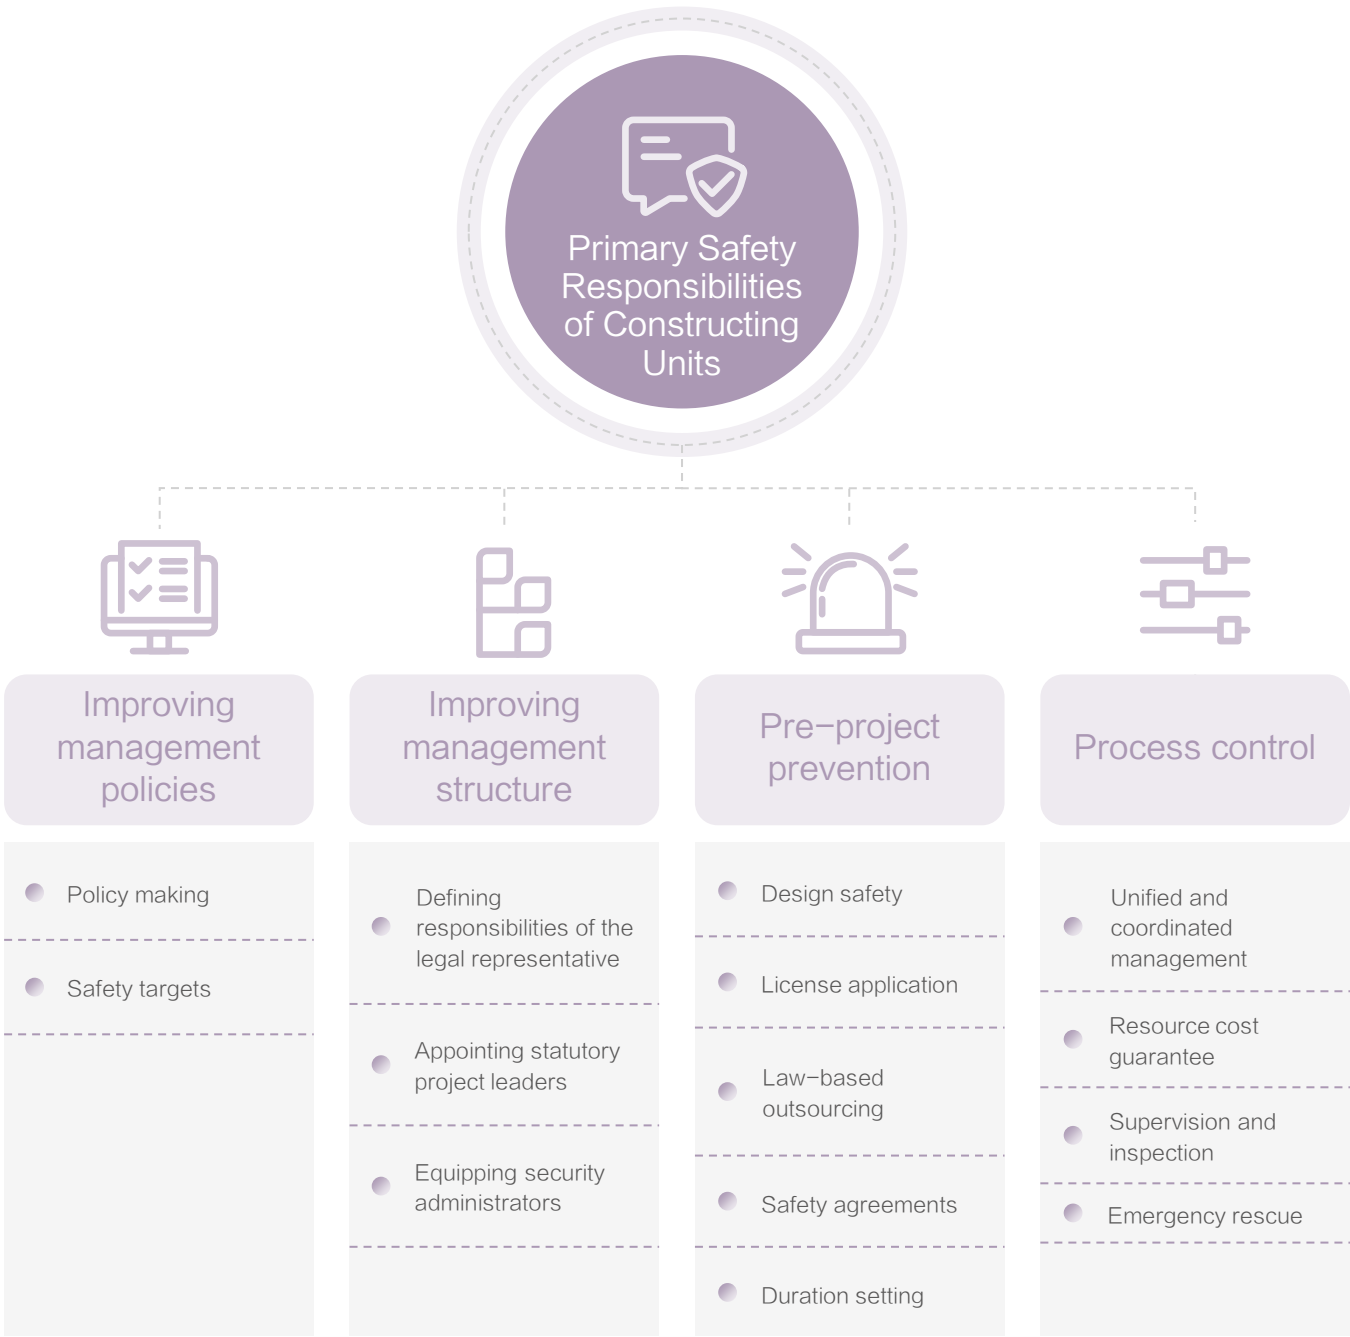 Primary Safety
Responsibilities
of Constructing
Units
Improving
management
policies
Policy making
Safety targets
Improving
management
structure
Defining
responsibilities of the
legal representative
Appointing statutory
project leaders
Equipping security
administrators
Pre-project
prevention
Design safety
License application
Law-based
outsourcing
Safety agreements
Duration setting
Process control
Unified and
coordinated
management
Resource cost
guarantee
Supervision and
inspection
Emergency rescue